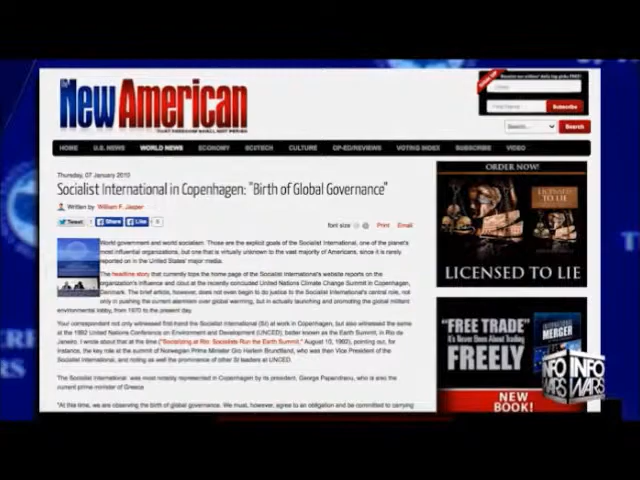 the New American
THAT FREEDOM SHALL NOT PERISH
Subscribe
Search...
Search
HOME U.S. NEWS WORLD NEWS ECONOMY ECOTECH CULTURE OP-ED/REVIEWS VOTING INDEX SUBSCRIBE VIDEO
Thursday, 07 January 2010
Socialist International in Copenhagen: "Birth of Global Governance"
Written by William F. Jasper
Tweet Share Like
font size Print Email
World government and world socialism. Those are the explicit goals of the Socialist International, one of the planet's
most influential organizations, but one that is virtually unknown to the vast majority of Americans, since it is rarely
reported on in the United States' major media.
The headline story that currently tops the home page of the Socialist International's website reports on the
organization's influence and clout at the recently concluded United Nations Climate Change Summit in Copenhagen,
Denmark. The brief article, however, does not even begin to do justice to the Socialist International's central role, not
only in pushing the current alarmism over global warming, but in actually launching and promoting the global militant
environmental lobby, from 1970 to the present day.
Your correspondent not only witnessed first-hand the Socialist International (SI) at work in Copenhagen, but also witnessed the same
at the 1992 United Nations Conference on Environment and Development (UNCED), better known as the Earth Summit, in Rio de
Janeiro. I wrote about that at the time ("Socializing at Rio: Socialists Run the Earth Summit," August 10, 1992), pointing out, for
instance, the key role at the summit of Norwegian Prime Minister Gro Harlem Brundtland, who was then Vice President of the
Socialist International, and noting as well the prominence of other SI leaders at UNCED.
The Socialist International was most notably represented in Copenhagen by its president, George Papandreou, who is also the
current prime minister of Greece
"At this time, we are observing the birth of global governance. We must, however, agree to an obligation and be committed to carrying
ORDER NOW!
LICENSED
TO LIE
LICENSED TO LIE
"FREE TRADE"
It's Never Been About Trading
FREELY
MERGER
NEW
BOOK!
INFO WARS
INFO WARS